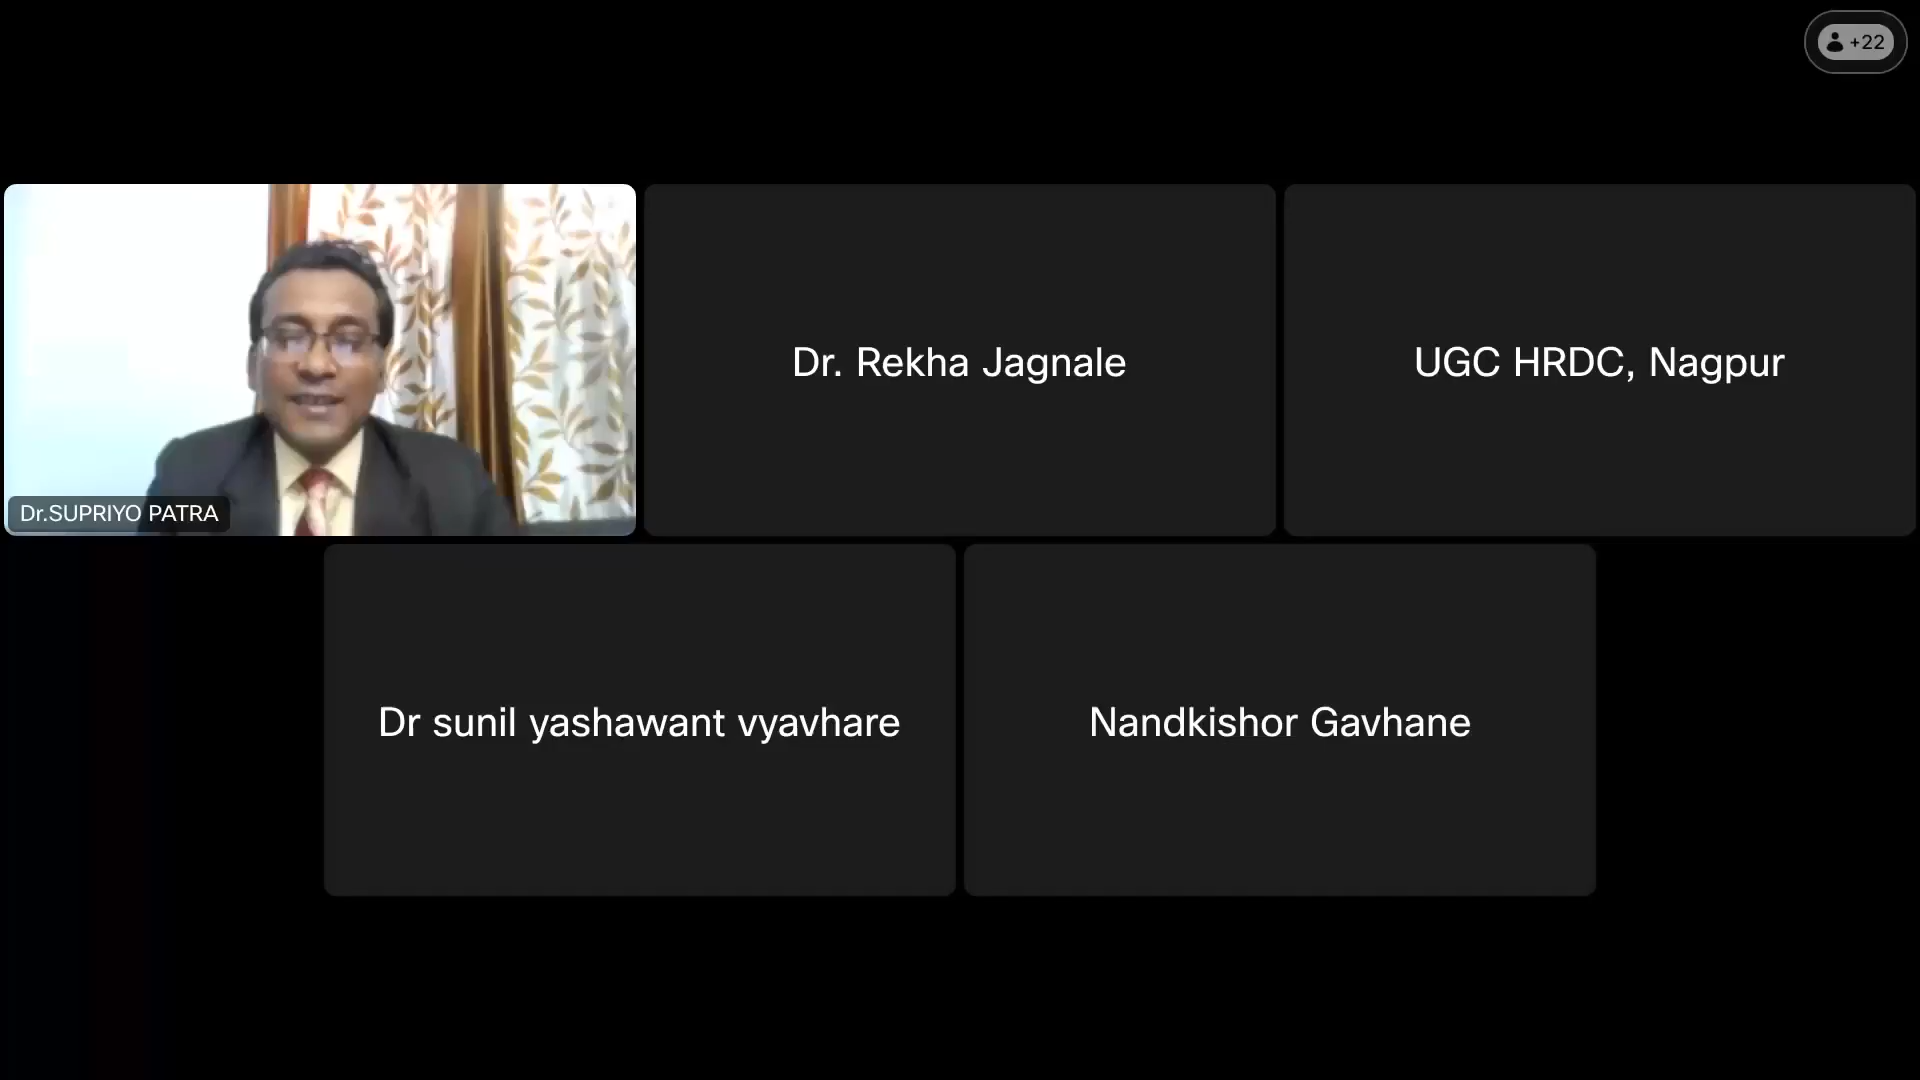 +22
Dr.SUPRIYO PATRA
Dr. Rekha Jagnale
UGC HRDC, Nagpur
Dr sunil yashawant vyavhare
Nandkishor Gavhane